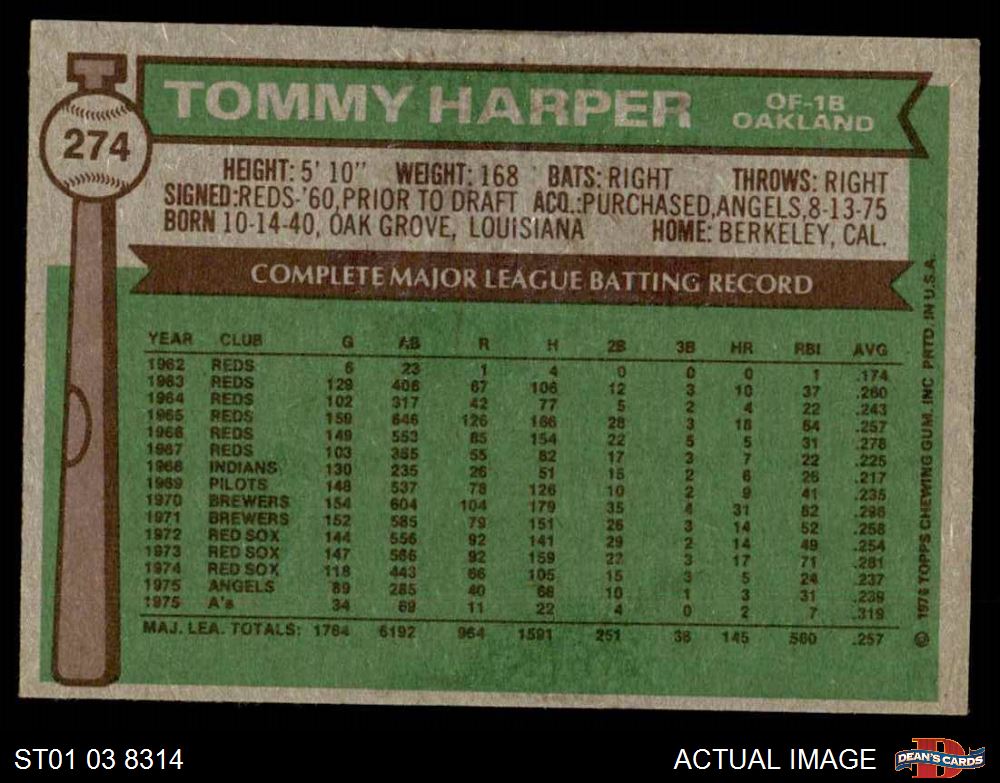 TOMMY HARPER OF-1B
OAKLAND
274
HEIGHT: 5' 10" WEIGHT: 168 BATS: RIGHT THROWS: RIGHT
SIGNED: REDS-'60, PRIOR TO DRAFT ACQ.: PURCHASED, ANGELS, 8-13-75
BORN 10-14-40, OAK GROVE, LOUISIANA HOME: BERKELEY, CAL.
COMPLETE MAJOR LEAGUE BATTING RECORD
YEAR CLUB G AB R H 2B 3B HR RBI AVG
1962 REDS 6 23 1 4 0 0 0 1 .174
1963 REDS 129 408 67 106 12 3 10 37 .260
1964 REDS 102 317 42 77 5 2 4 22 .243
1965 REDS 159 646 126 166 28 3 18 64 .257
1966 REDS 149 553 85 154 22 5 5 31 .278
1967 REDS 103 365 55 82 17 3 7 22 .225
1968 INDIANS 130 235 26 51 15 2 6 26 .217
1969 PILOTS 148 537 78 126 10 2 9 41 .235
1970 BREWERS 154 604 104 179 35 4 31 82 .296
1971 BREWERS 152 585 79 151 26 3 14 52 .258
1972 RED SOX 144 556 92 141 29 2 14 49 .254
1973 RED SOX 147 566 92 159 23 3 17 71 .281
1974 RED SOX 118 443 66 105 15 3 5 24 .237
1975 ANGELS 89 285 40 68 10 1 3 31 .239
1975 A's 34 69 11 22 4 0 2 7 .319
MAJ. LEA. TOTALS: 1764 6192 964 1591 251 36 145 560 .257
© 1976 TOPPS CHEWING GUM, INC PRTD. IN U.S.A.
ST01 03 8314 ACTUAL IMAGE DEAN'S CARDS